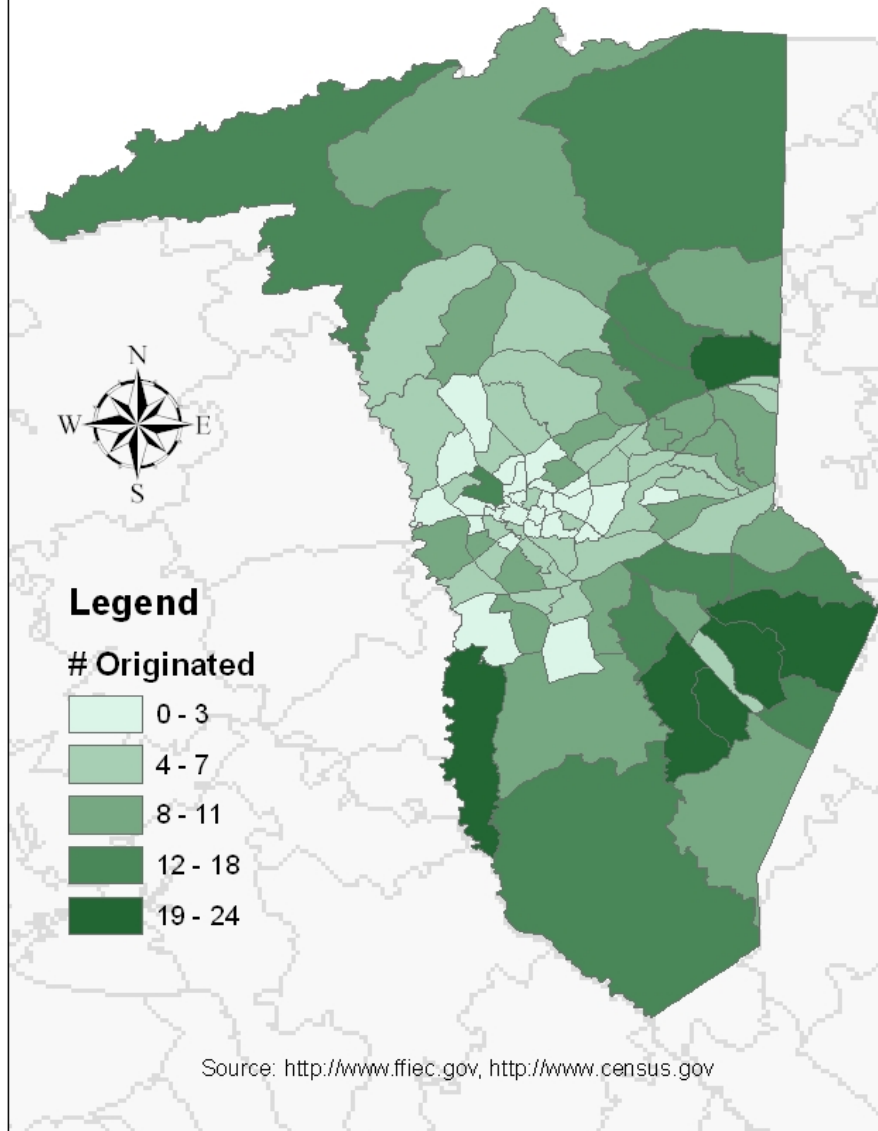 N
W E
S
Legend
# Originated
0 - 3
4 - 7
8 - 11
12 - 18
19 - 24
Source: http://www.ffiec.gov, http://www.census.gov